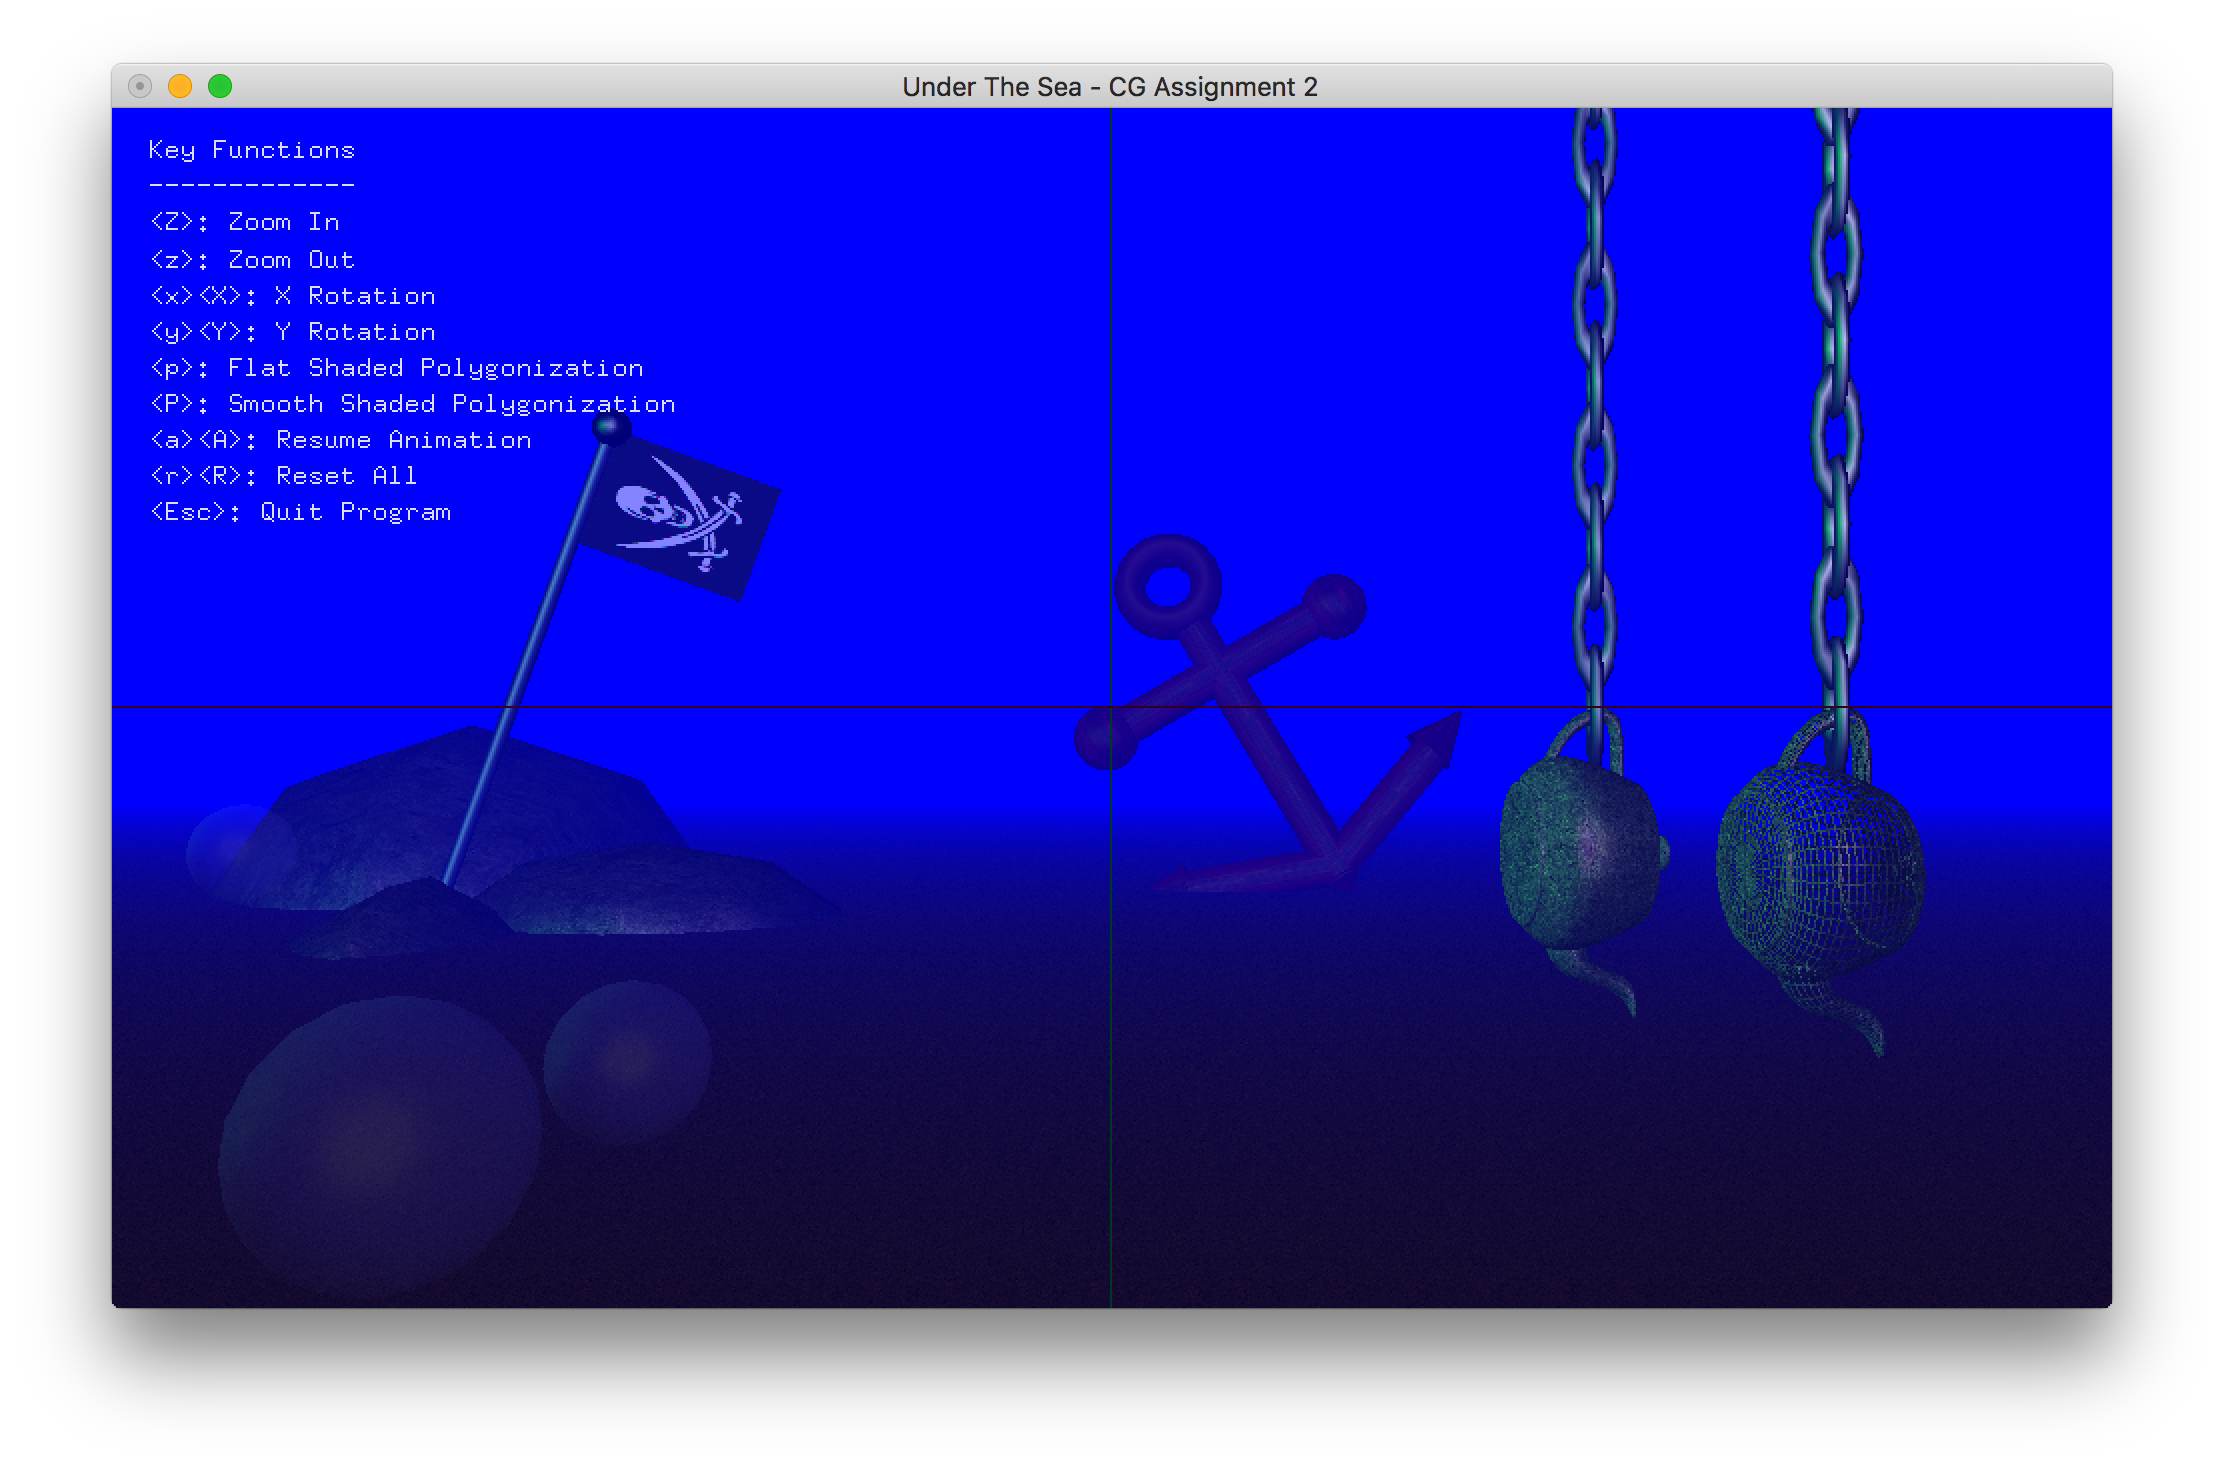 Under The Sea - CG Assignment 2
Key Functions
-------------
<Z>: Zoom In
<z>: Zoom Out
<x><X>: X Rotation
<y><Y>: Y Rotation
<p>: Flat Shaded Polygonization
<P>: Smooth Shaded Polygonization
<a><A>: Resume Animation
<r><R>: Reset All
<Esc>: Quit Program